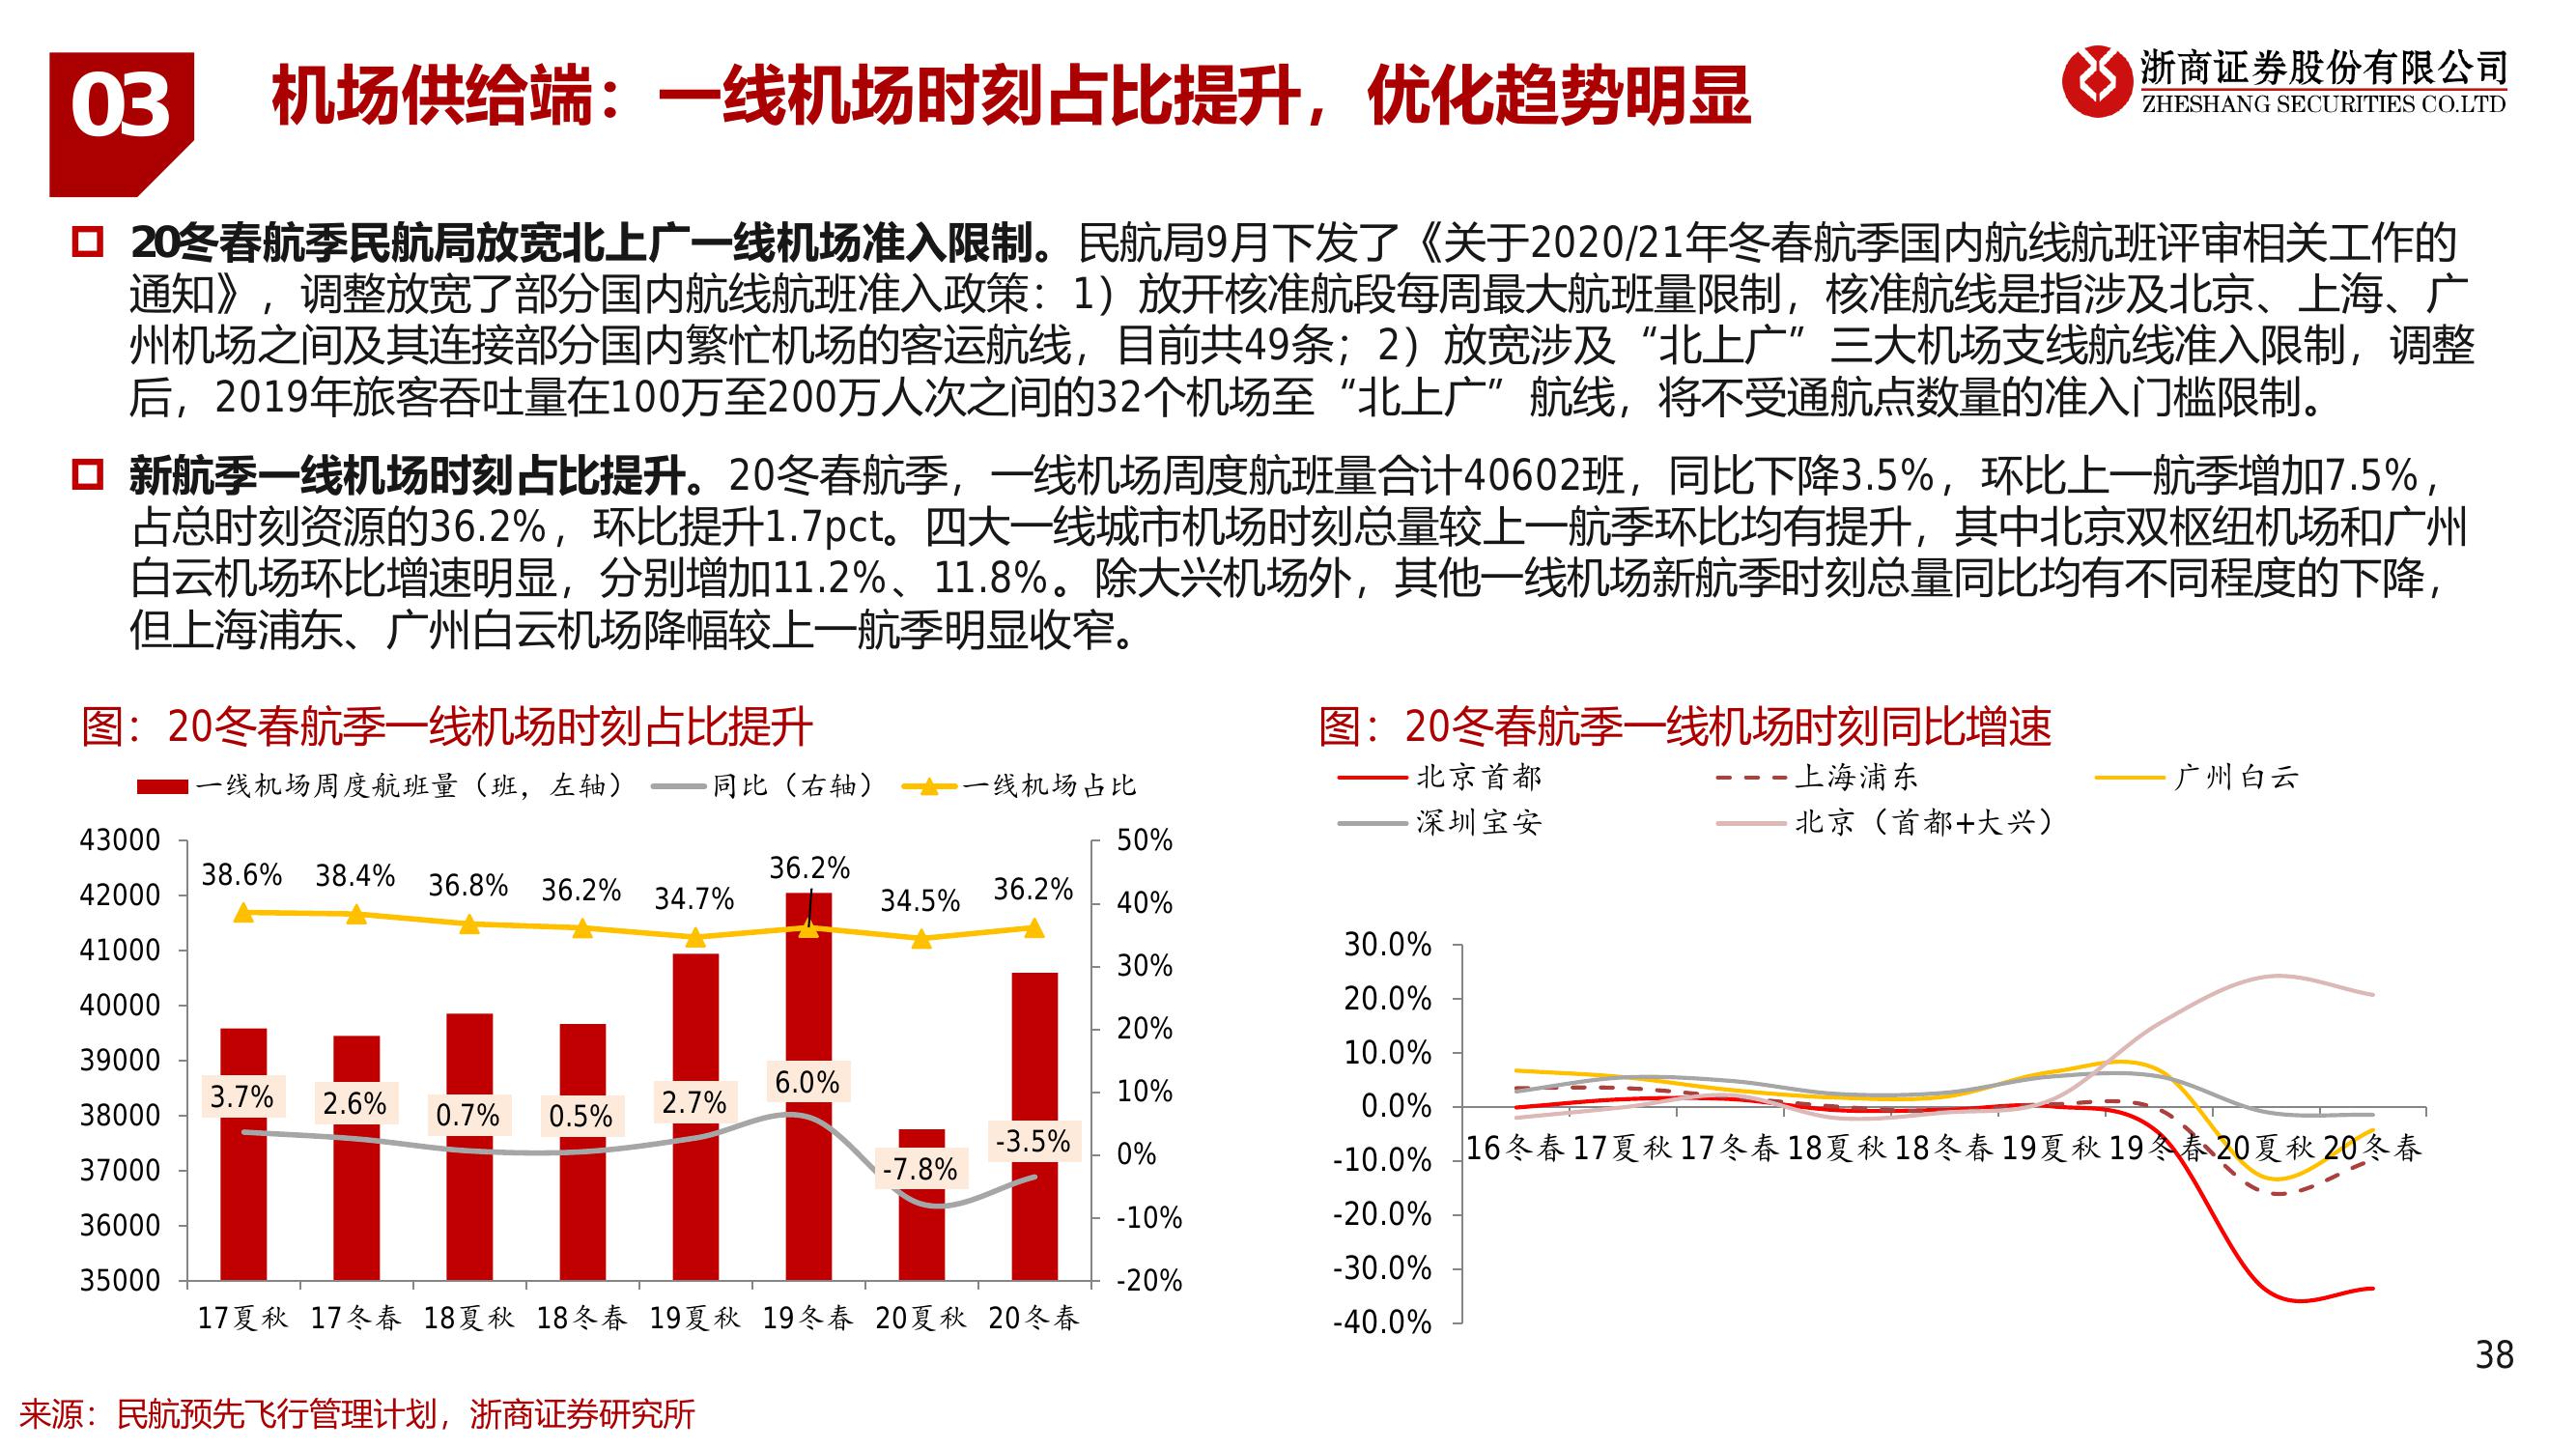 03
机场供给端：一线机场时刻占比提升，优化趋势明显
浙商证券股份有限公司
ZHESHANG SECURITIES CO.LTD
20冬春航季民航局放宽北上广一线机场准入限制。民航局9月下发了《关于2020/21年冬春航季国内航线航班评审相关工作的
通知》，调整放宽了部分国内航线航班准入政策：1）放开核准航段每周最大航班量限制，核准航线是指涉及北京、上海、广
州机场之间及其连接部分国内繁忙机场的客运航线，目前共49条；2）放宽涉及“北上广”三大机场支线航线准入限制，调整
后，2019年旅客吞吐量在100万至200万人次之间的32个机场至“北上广”航线，将不受通航点数量的准入门槛限制。
新航季一线机场时刻占比提升。20冬春航季，一线机场周度航班量合计40602班，同比下降3.5%，环比上一航季增加7.5%，
占总时刻资源的36.2%，环比提升1.7pct。四大一线城市机场时刻总量较上一航季环比均有提升，其中北京双枢纽机场和广州
白云机场环比增速明显，分别增加11.2%、11.8%。除大兴机场外，其他一线机场新航季时刻总量同比均有不同程度的下降，
但上海浦东、广州白云机场降幅较上一航季明显收窄。
图：20冬春航季一线机场时刻占比提升
一线机场周度航班量（班，左轴） 同比（右轴） 一线机场占比
43000
42000
41000
40000
39000
38000
37000
36000
35000
38.6% 38.4% 36.8% 36.2% 34.7% 36.2% 34.5% 36.2%
3.7% 2.6% 0.7% 0.5% 2.7% 6.0% -7.8% -3.5%
50%
40%
30%
20%
10%
0%
-10%
-20%
17夏秋 17冬春 18夏秋 18冬春 19夏秋 19冬春 20夏秋 20冬春
图：20冬春航季一线机场时刻同比增速
北京首都 上海浦东 广州白云
深圳宝安 北京（首都+大兴）
30.0%
20.0%
10.0%
0.0%
-10.0%
-20.0%
-30.0%
-40.0%
16冬春 17夏秋 17冬春 18夏秋 18冬春 19夏秋 19冬春 20夏秋 20冬春
38
来源：民航预先飞行管理计划，浙商证券研究所